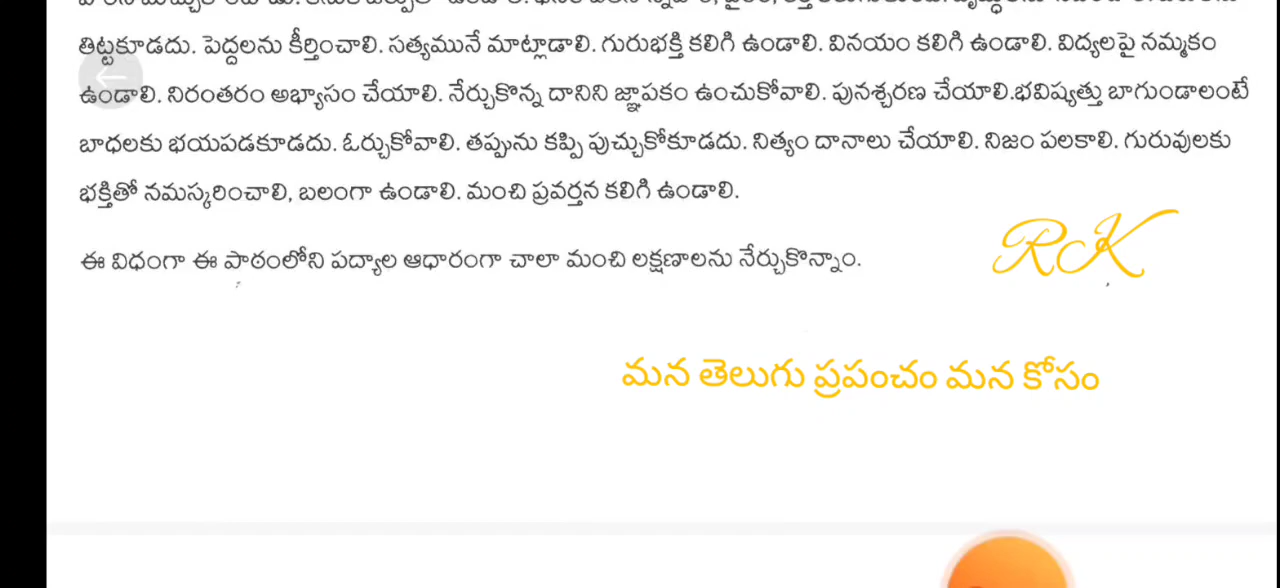 తిట్టకూడదు. పెద్దలను కీర్తించాలి. సత్యమునే మాట్లాడాలి. గురుభక్తి కలిగి ఉండాలి. వినయం కలిగి ఉండాలి. విద్యలపై నమ్మకం
ఉండాలి. నిరంతరం అభ్యాసం చేయాలి. నేర్చుకొన్న దానిని జ్ఞాపకం ఉంచుకోవాలి. పునశ్చరణ చేయాలి.భవిష్యత్తు బాగుండాలంటే
బాధలకు భయపడకూడదు. ఓర్చుకోవాలి. తప్పును కప్పి పుచ్చుకోకూడదు. నిత్యం దానాలు చేయాలి. నిజం పలకాలి. గురువులకు
భక్తితో నమస్కరించాలి, బలంగా ఉండాలి. మంచి ప్రవర్తన కలిగి ఉండాలి.
ఈ విధంగా ఈ పాఠంలోని పద్యాల ఆధారంగా చాలా మంచి లక్షణాలను నేర్చుకొన్నాం.
RK
మన తెలుగు ప్రపంచం మన కోసం